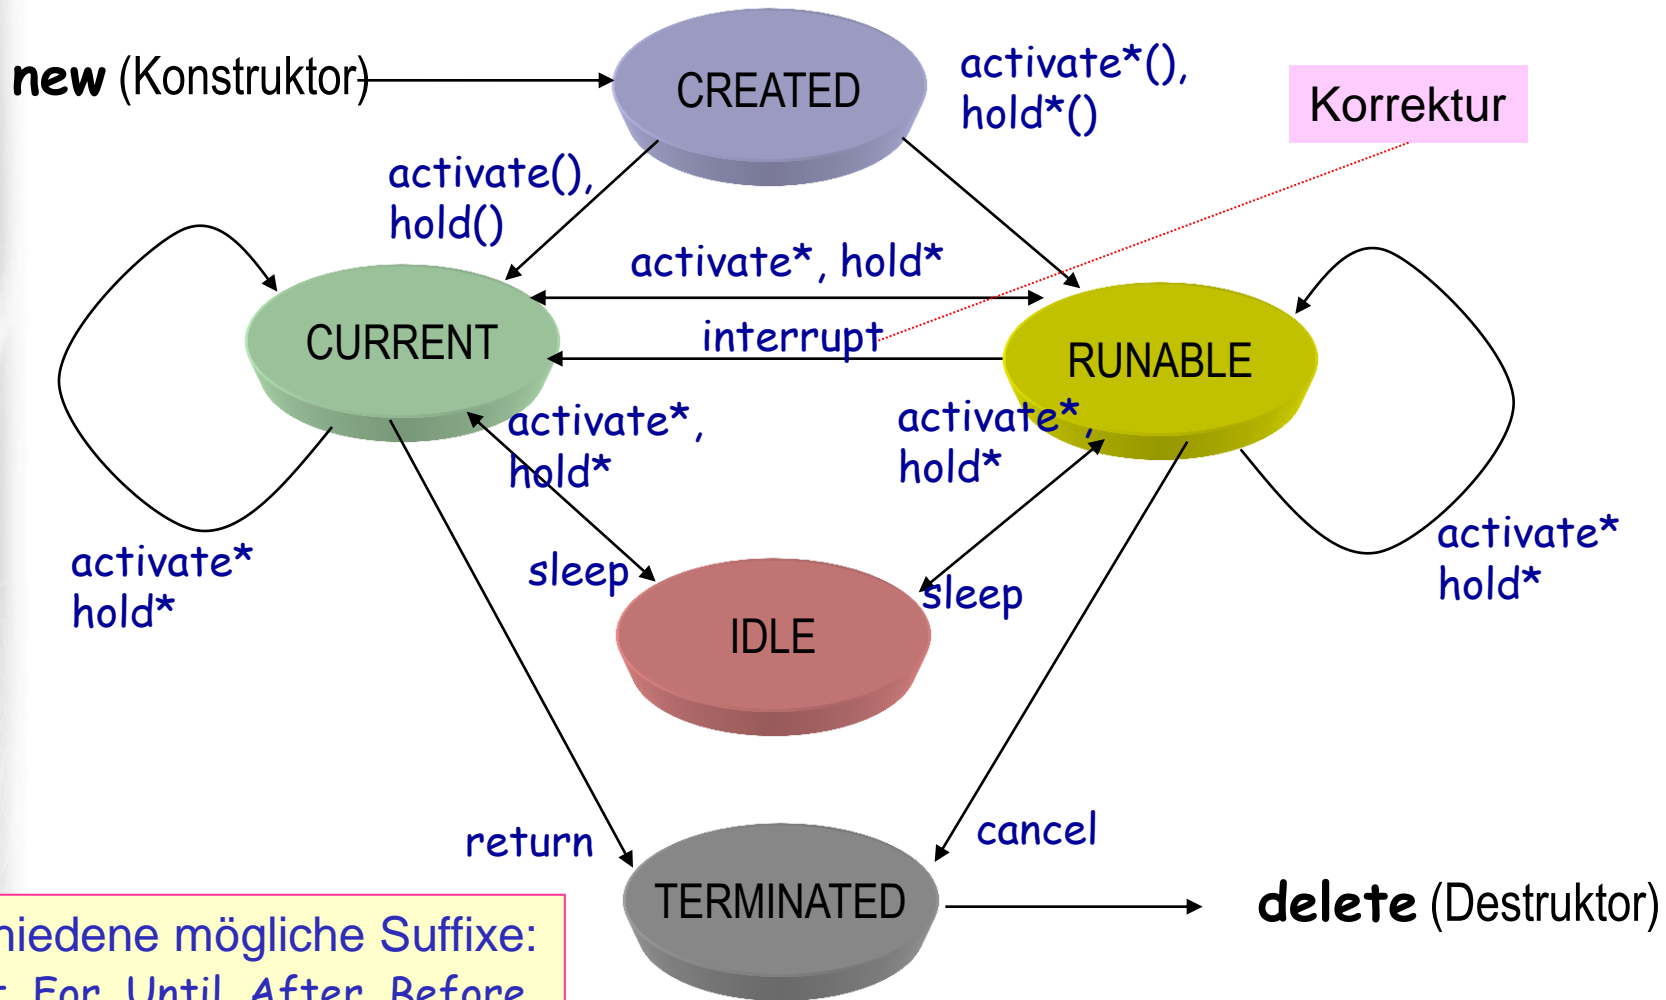 new (Konstruktor)
CREATED
activate*(),
hold*()
Korrektur
activate(),
hold()
activate*, hold*
CURRENT
interrupt
RUNABLE
activate*,
hold*
activate*,
hold*
activate*
hold*
sleep
sleep
activate*
hold*
IDLE
return
cancel
TERMINATED
delete (Destruktor)
mögliche Suffixe:
For Until After Before